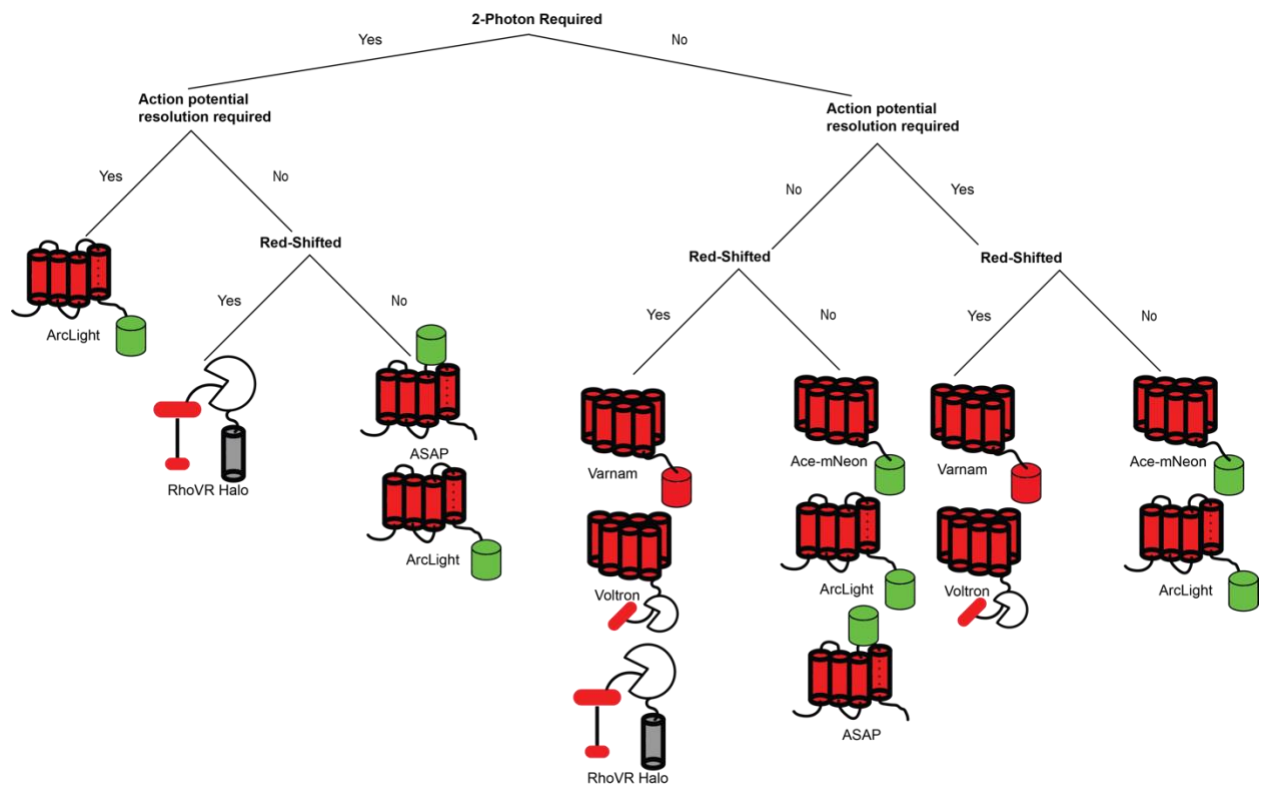 2-Photon Required
Yes
No
Action potential
resolution required
Action potential
resolution required
Yes
No
No
Yes
Red-Shifted
Red-Shifted
Red-Shifted
Yes
No
Yes
No
Yes
No
ArcLight
RhoVR Halo
ASAP
ArcLight
Varnam
Ace-mNeon
Varnam
Ace-mNeon
Voltron
ArcLight
Voltron
ArcLight
RhoVR Halo
ASAP